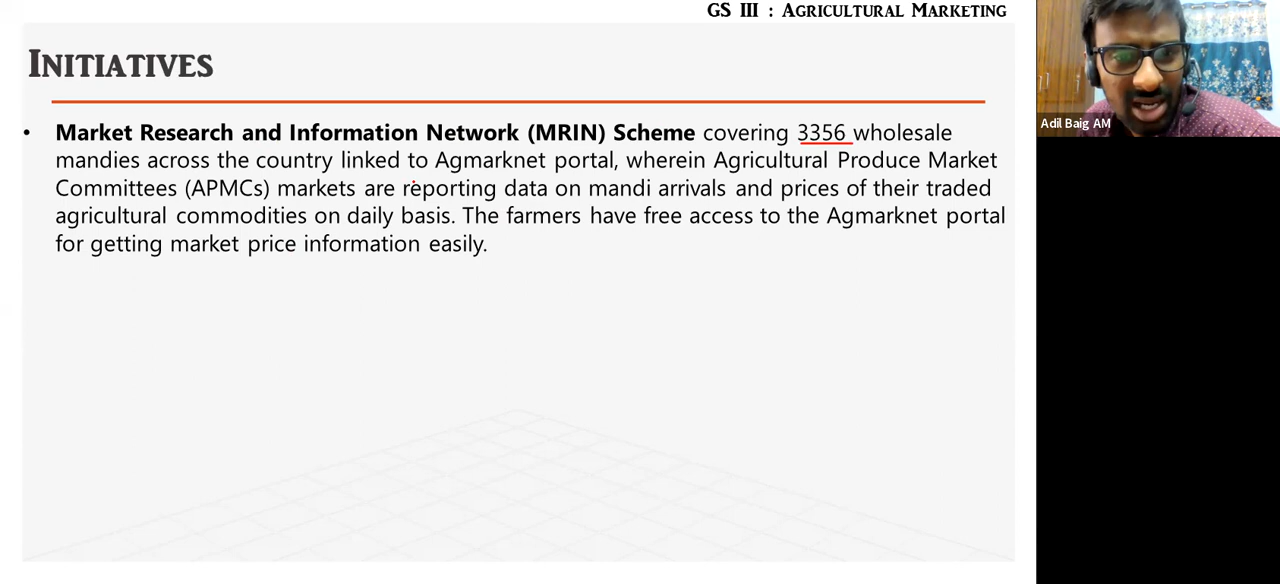 GS III : Agricultural Marketing
Initiatives
• Market Research and Information Network (MRIN) Scheme covering 3356 wholesale
mandies across the country linked to Agmarknet portal, wherein Agricultural Produce Market
Committees (APMCs) markets are reporting data on mandi arrivals and prices of their traded
agricultural commodities on daily basis. The farmers have free access to the Agmarknet portal
for getting market price information easily.
Adil Baig AM